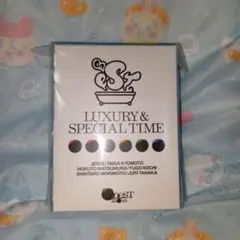 LUXURY &
SPECIAL TIME
JESSE/TAIGA KYOMOTO
HOKUTO MATSUMURA/YUGO KOCHI
SHINTARO MORIMOTO/JURI TANAKA